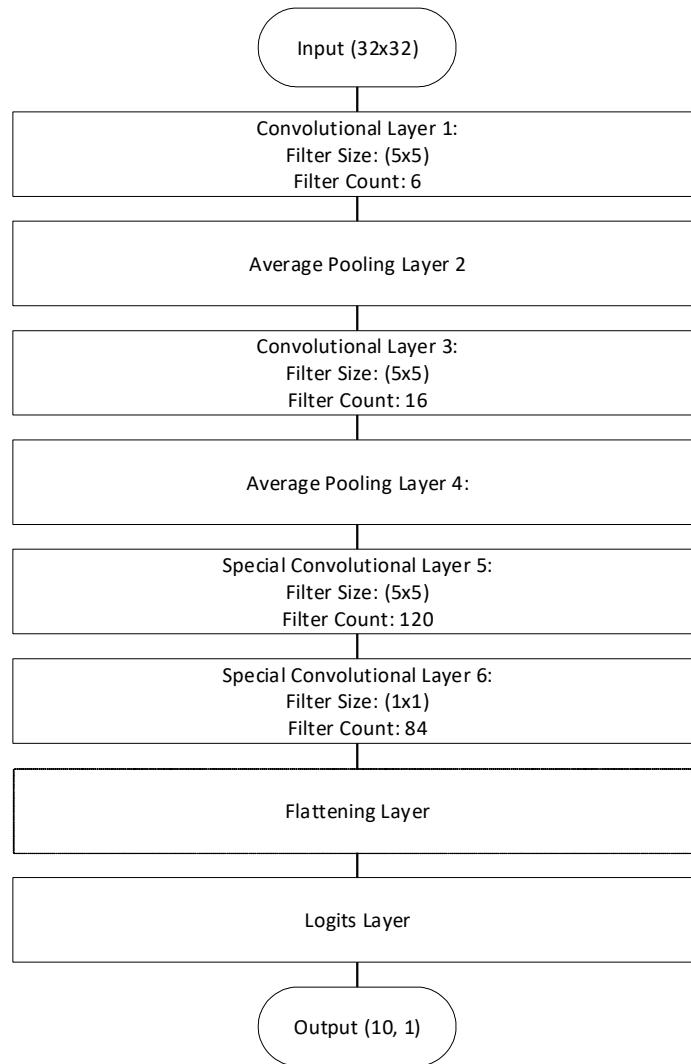 Input (32x32)
Convolutional Layer 1:
Filter Size: (5x5)
Filter Count: 6
Average Pooling Layer 2
Convolutional Layer 3:
Filter Size: (5x5)
Filter Count: 16
Average Pooling Layer 4:
Special Convolutional Layer 5:
Filter Size: (5x5)
Filter Count: 120
Special Convolutional Layer 6:
Filter Size: (1x1)
Filter Count: 84
Flattening Layer
Logits Layer
Output (10, 1)